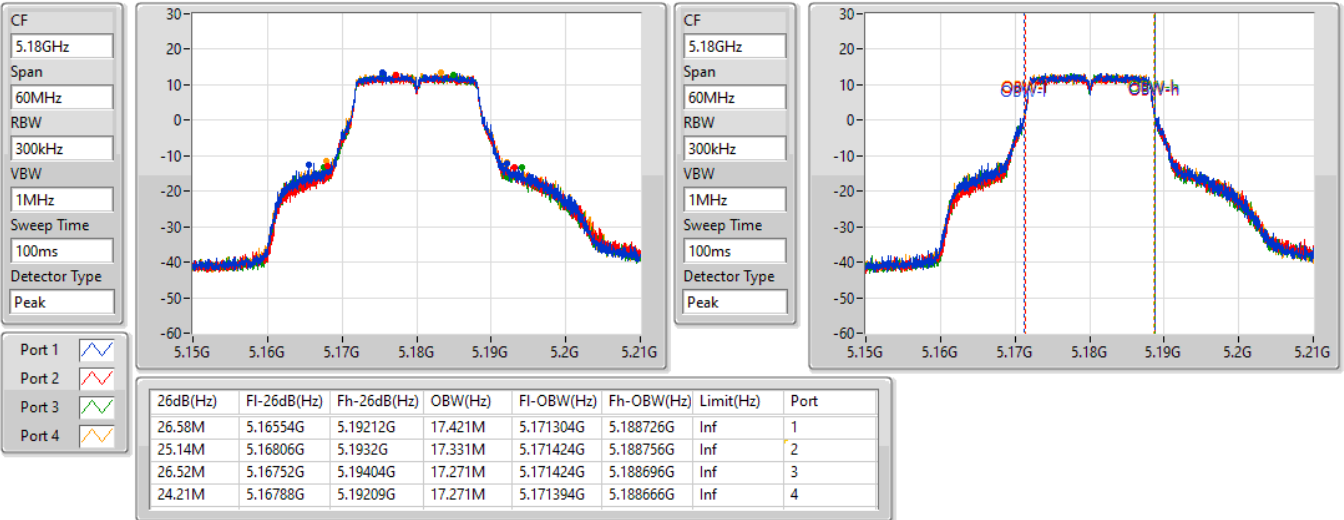 CF
5.18GHz
Span
60MHz
RBW
300kHz
VBW
1MHz
Sweep Time
100ms
Detector Type
Peak
Port 1
Port 2
Port 3
Port 4
30
20
10
0
-10
-20
-30
-40
-50
-60
5.15G 5.16G 5.17G 5.18G 5.19G 5.2G 5.21G
CF
5.18GHz
Span
60MHz
RBW
300kHz
VBW
1MHz
Sweep Time
100ms
Detector Type
Peak
30
20
10
0
-10
-20
-30
-40
-50
-60
OBW-l OBW-h
5.15G 5.16G 5.17G 5.18G 5.19G 5.2G 5.21G
26dB(Hz) Fl-26dB(Hz) Fh-26dB(Hz) OBW(Hz) Fl-OBW(Hz) Fh-OBW(Hz) Limit(Hz) Port
26.58M 5.16554G 5.19212G 17.421M 5.171304G 5.188726G Inf 1
25.14M 5.16806G 5.1932G 17.331M 5.171424G 5.188756G Inf 2
26.52M 5.16752G 5.19404G 17.271M 5.171424G 5.188696G Inf 3
24.21M 5.16788G 5.19209G 17.271M 5.171394G 5.188666G Inf 4